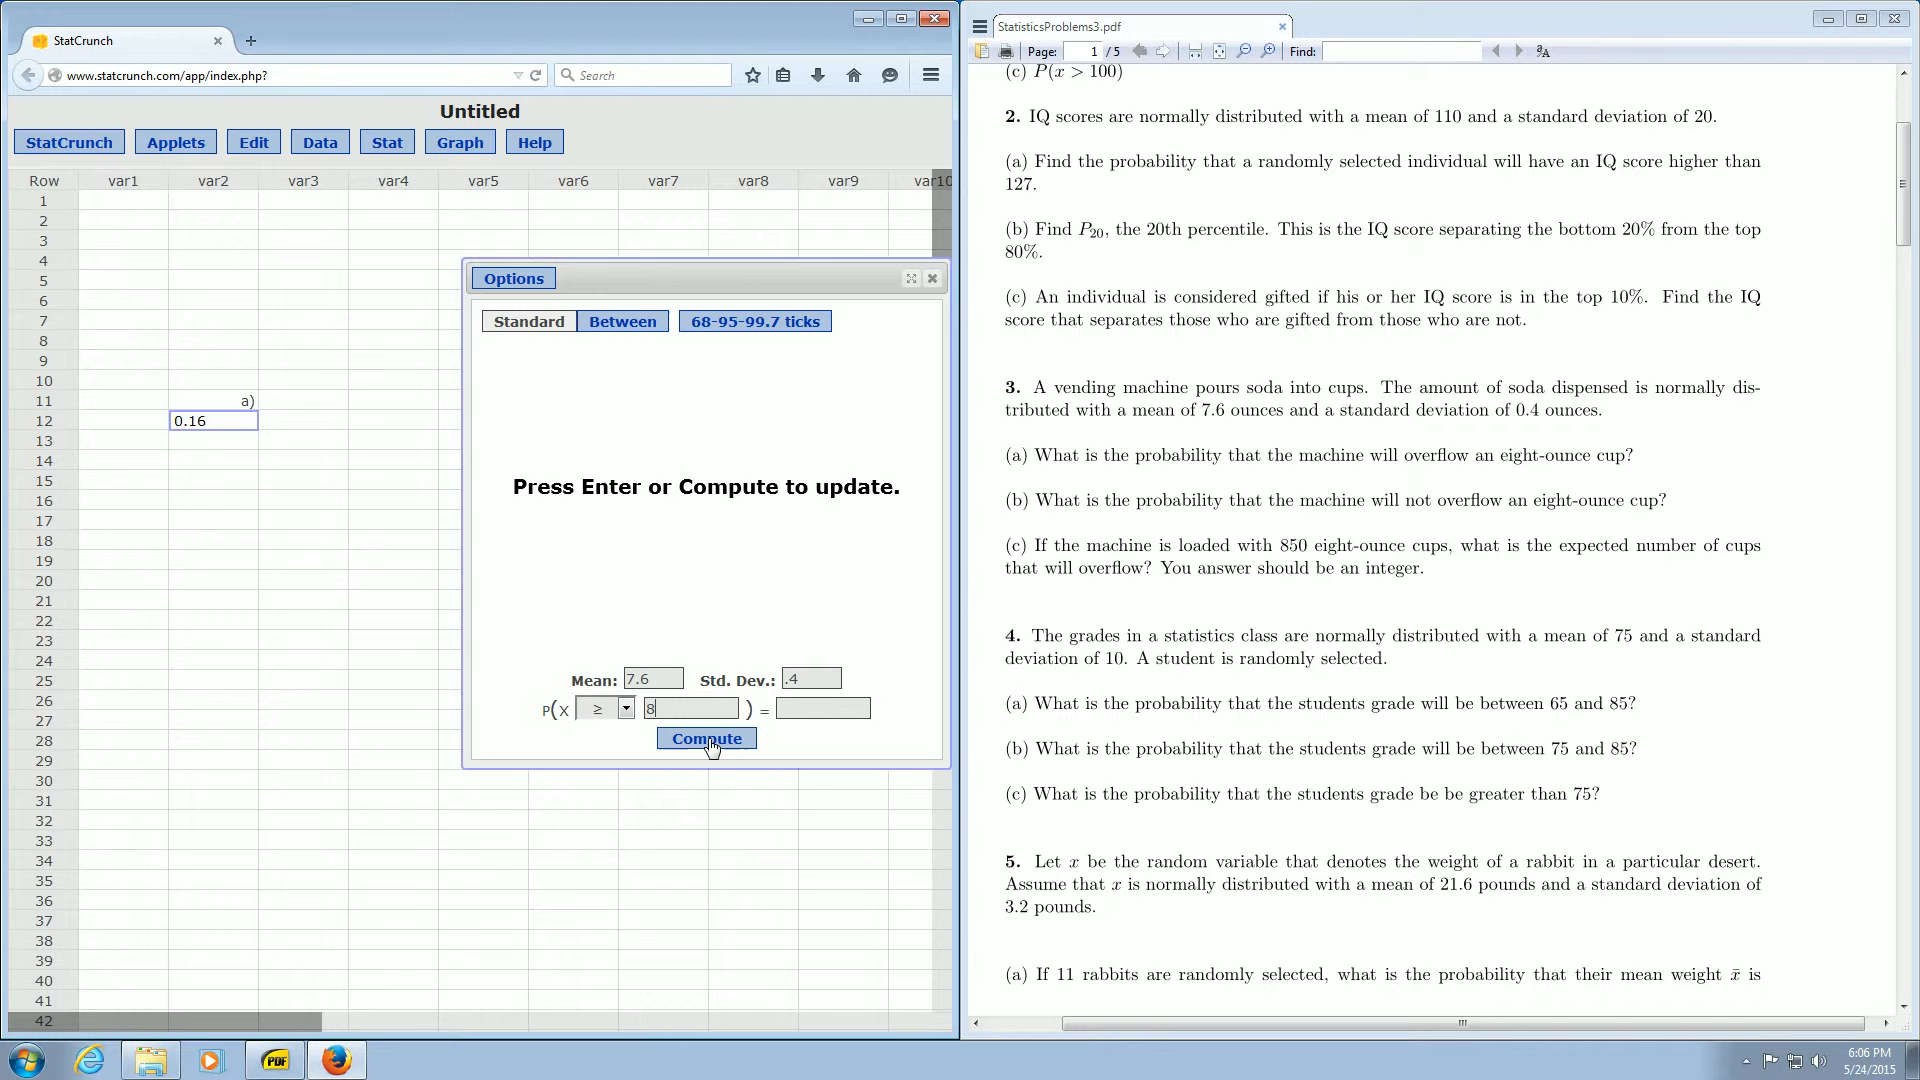 StatCrunch
www.statcrunch.com/app/index.php?
Search
Untitled
StatCrunch Applets Edit Data Stat Graph Help
Row var1 var2 var3 var4 var5 var6 var7 var8 var9 var10
1
2
3
4
5
6
7
8
9
10
11 a)
12 0.16
13
14
15
16
17
18
19
20
21
22
23
24
25
26
27
28
29
30
31
32
33
34
35
36
37
38
39
40
41
42
Options
Standard Between 68-95-99.7 ticks
Press Enter or Compute to update.
Mean: 7.6 Std. Dev.: .4
P(X ≥ 8 ) =
Compute
StatisticsProblems3.pdf
Page: 1 / 5 Find:
(c) P(x > 100)
2. IQ scores are normally distributed with a mean of 110 and a standard deviation of 20.
(a) Find the probability that a randomly selected individual will have an IQ score higher than
127.
(b) Find P20, the 20th percentile. This is the IQ score separating the bottom 20% from the top
80%.
(c) An individual is considered gifted if his or her IQ score is in the top 10%. Find the IQ
score that separates those who are gifted from those who are not.
3. A vending machine pours soda into cups. The amount of soda dispensed is normally dis-
tributed with a mean of 7.6 ounces and a standard deviation of 0.4 ounces.
(a) What is the probability that the machine will overflow an eight-ounce cup?
(b) What is the probability that the machine will not overflow an eight-ounce cup?
(c) If the machine is loaded with 850 eight-ounce cups, what is the expected number of cups
that will overflow? You answer should be an integer.
4. The grades in a statistics class are normally distributed with a mean of 75 and a standard
deviation of 10. A student is randomly selected.
(a) What is the probability that the students grade will be between 65 and 85?
(b) What is the probability that the students grade will be between 75 and 85?
(c) What is the probability that the students grade be be greater than 75?
5. Let x be the random variable that denotes the weight of a rabbit in a particular desert.
Assume that x is normally distributed with a mean of 21.6 pounds and a standard deviation of
3.2 pounds.
(a) If 11 rabbits are randomly selected, what is the probability that their mean weight x̄ is
PDF
6:06 PM
5/24/2015